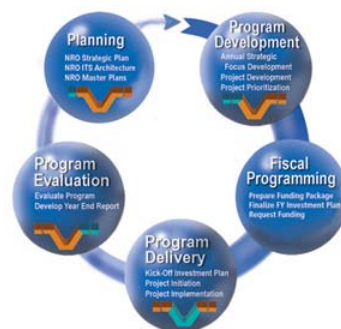 Planning
NRO Strategic Plan
NRO ITS Architecture
NRO Master Plans
Program
Development
Annual Strategic
Focus Development
Project Development
Project Prioritization
Fiscal
Programming
Prepare Funding Package
Finalize FY Investment Plan
Request Funding
Program
Delivery
Kick-Off Investment Plan
Project Initiation
Project Implementation
Program
Evaluation
Evaluate Program
Develop Year End Report